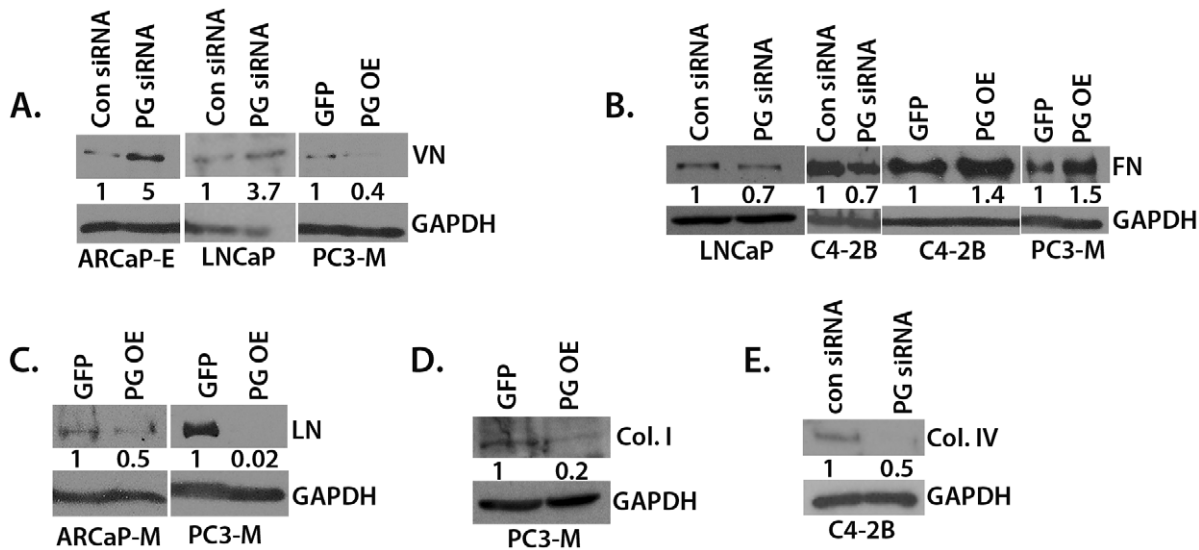 A.
Con siRNA
PG siRNA
Con siRNA
PG siRNA
GFP
PG OE
VN
1 5 1 3.7 1 0.4
GAPDH
ARCaP-E LNCaP PC3-M
B.
Con siRNA
PG siRNA
Con siRNA
PG siRNA
GFP
PG OE
GFP
PG OE
FN
1 0.7 1 0.7 1 1.4 1 1.5
GAPDH
LNCaP C4-2B C4-2B PC3-M
C.
GFP
PG OE
GFP
PG OE
LN
1 0.5 1 0.02
GAPDH
ARCaP-M PC3-M
D.
GFP
PG OE
Col. I
1 0.2
GAPDH
PC3-M
E.
con siRNA
PG siRNA
Col. IV
1 0.5
GAPDH
C4-2B